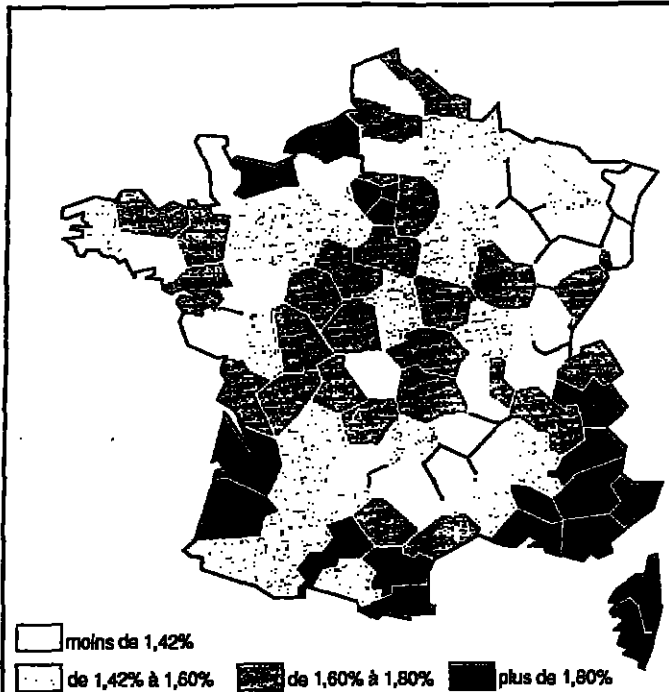 moins de 1,42%
de 1,42% à 1,60% de 1,60% à 1,80% plus de 1,80%